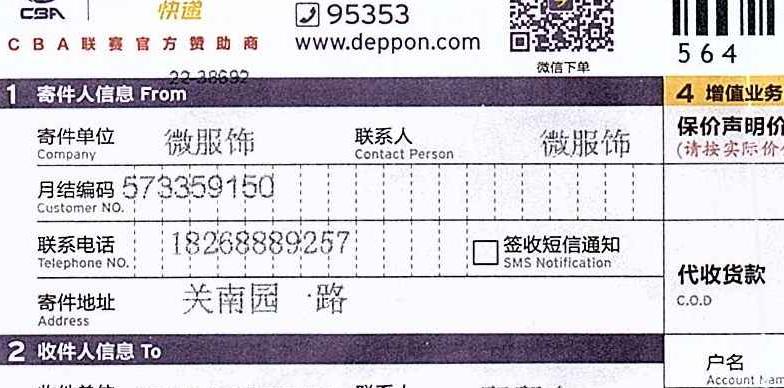 CBA 快递 95353
CBA联赛官方赞助商 www.deppon.com
微信下单
564
22-38692
1 寄件人信息 From
4 增值业务
寄件单位 微服饰 联系人 微服饰
Company Contact Person
保价声明价
(请按实际价
月结编码 573359150
Customer NO.
联系电话 18268889257 签收短信通知
Telephone NO. SMS Notification
代收货款
C.O.D
寄件地址 关南园 路
Address
2 收件人信息 To
户名
Account Nam